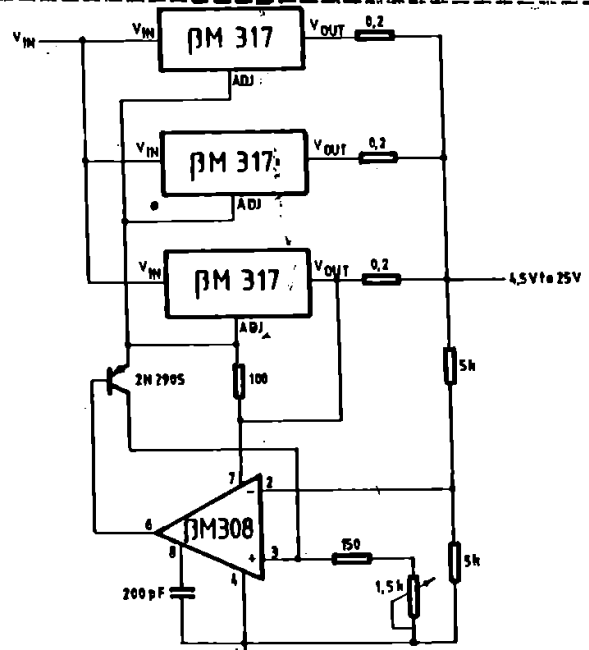 VIN
VIN
βM 317
VOUT
0,2
ADJ
VIN
βM 317
VOUT
0,2
ADJ
VIN
βM 317
VOUT
0,2
4,5V to 25V
ADJ
2N 2905
100
5k
7
2
6
βM308
8
3
4
150
1,5k
5k
200pF
-
+